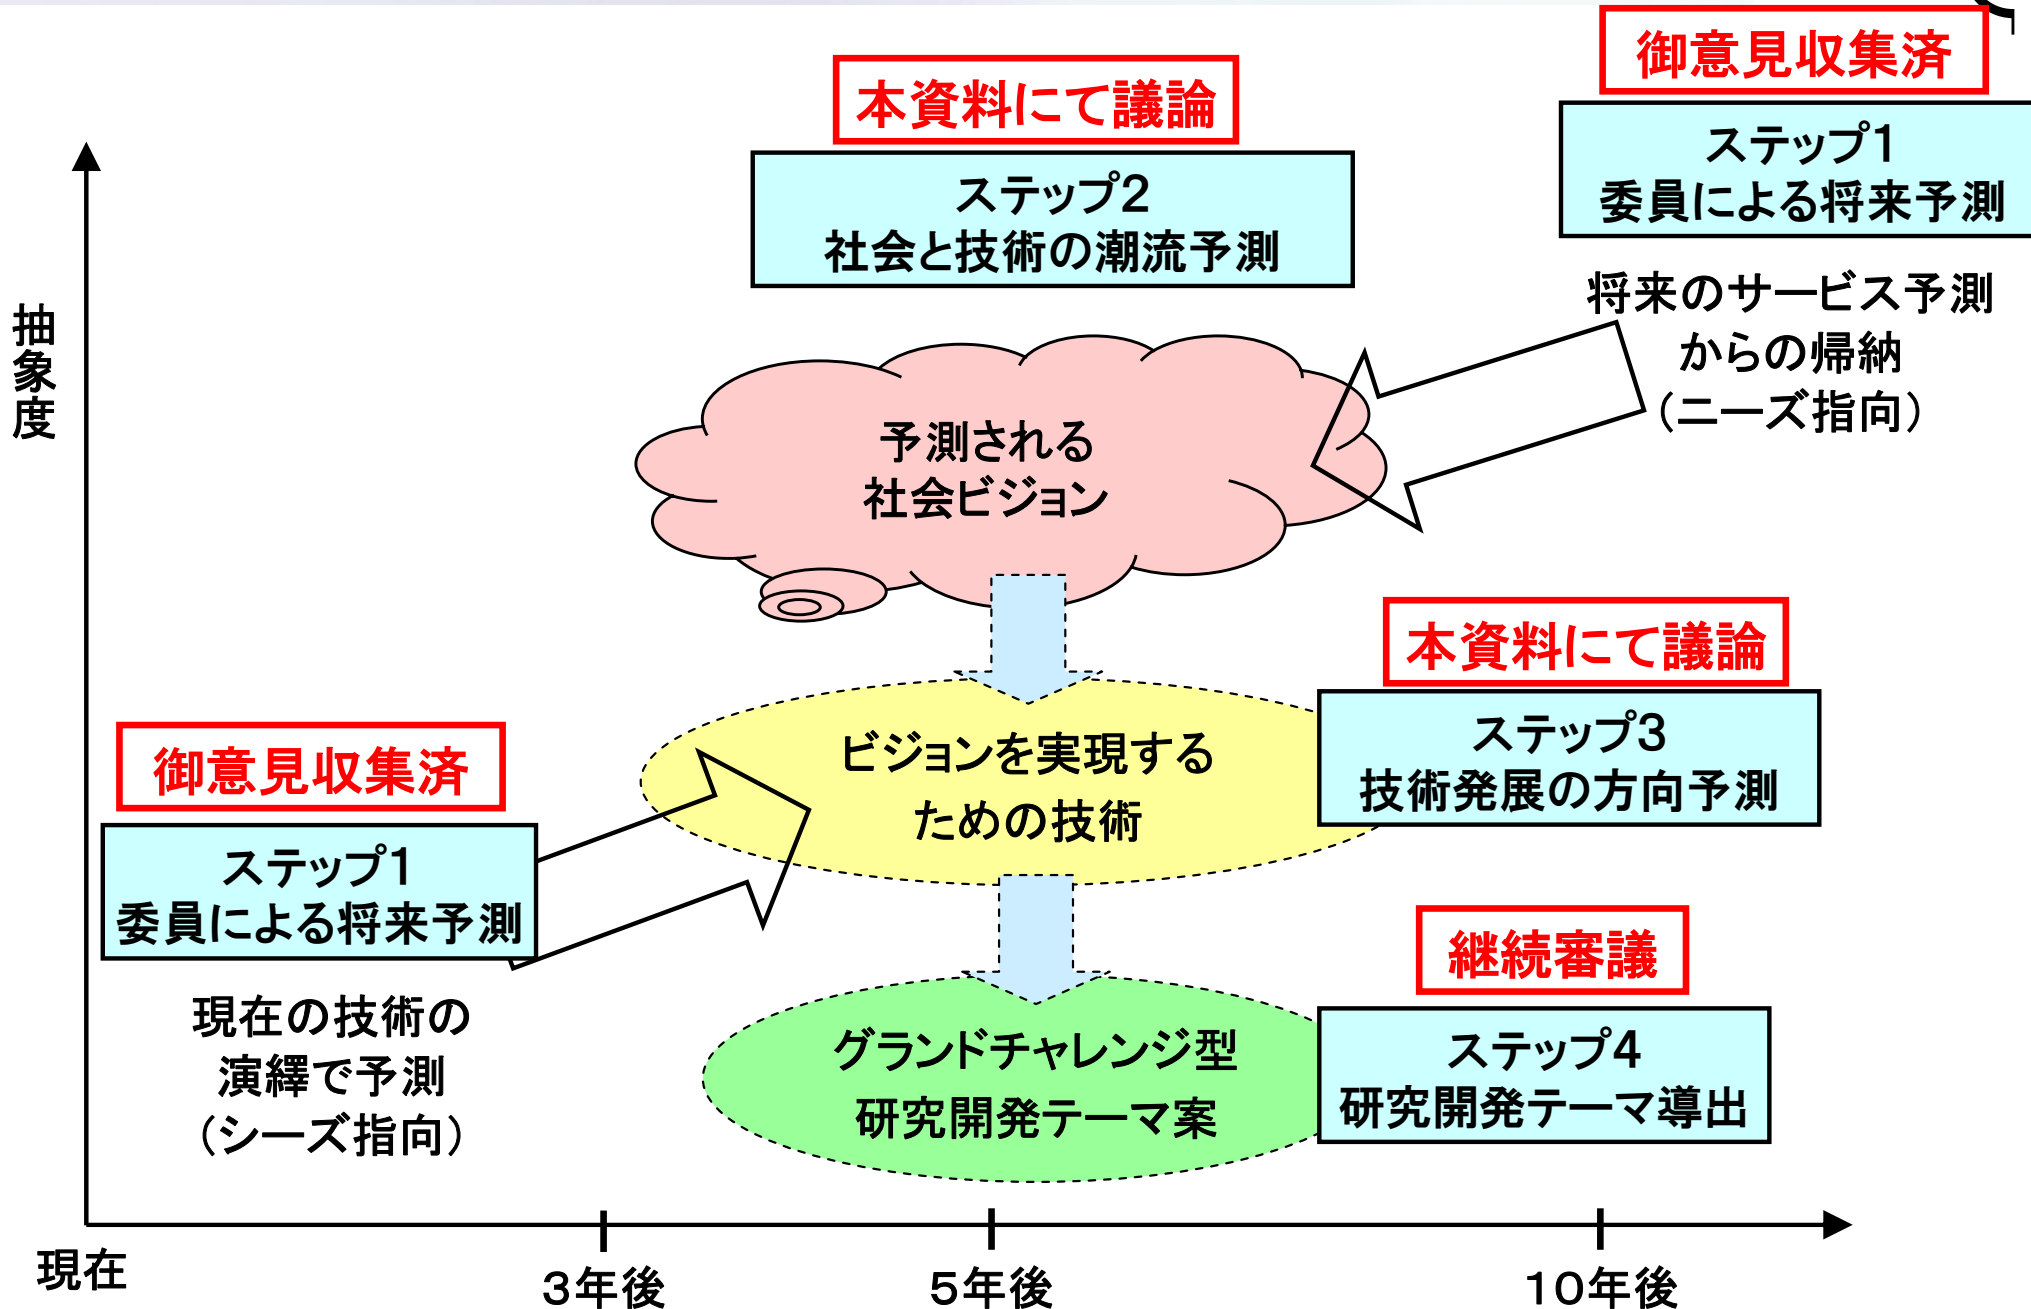 御意見収集済
本資料にて議論
ステップ1
委員による将来予測
ステップ2
社会と技術の潮流予測
将来のサービス予測
からの帰納
(ニーズ指向)
抽象度
予測される
社会ビジョン
本資料にて議論
ステップ3
技術発展の方向予測
ビジョンを実現する
ための技術
御意見収集済
ステップ1
委員による将来予測
継続審議
現在の技術の
演繹で予測
(シーズ指向)
グランドチャレンジ型
研究開発テーマ案
ステップ4
研究開発テーマ導出
現在
3年後
5年後
10年後